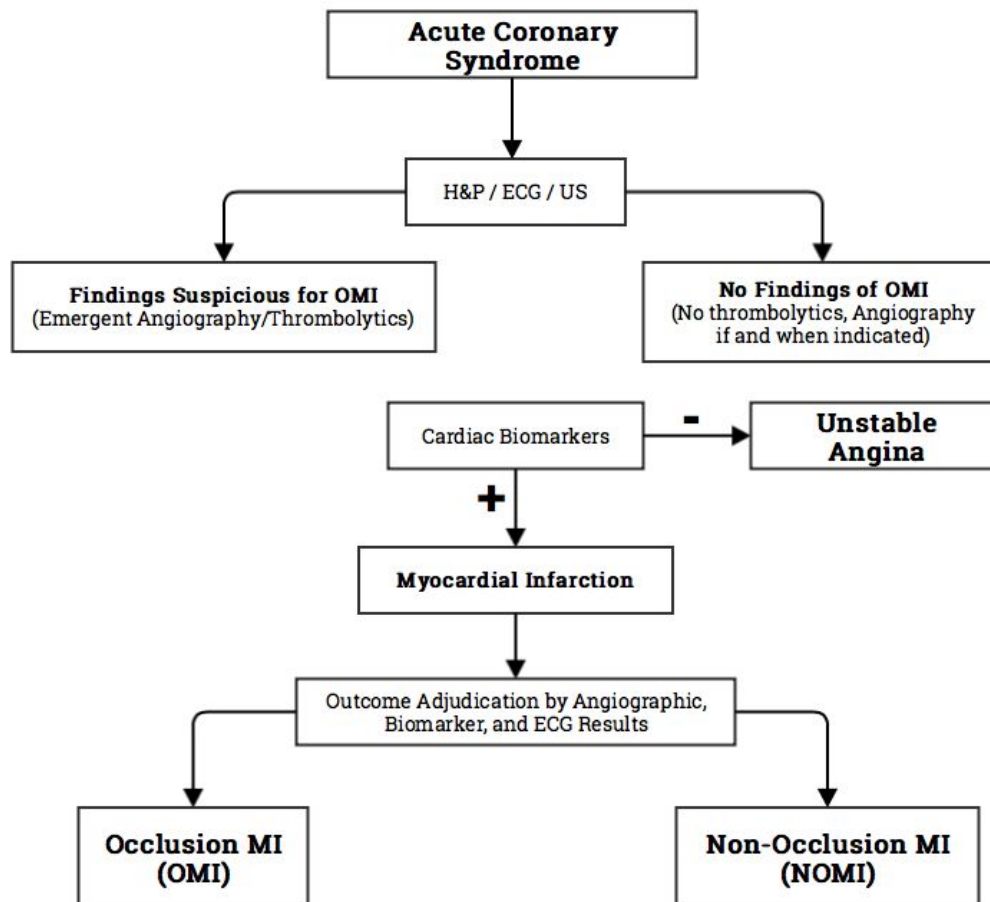 Acute Coronary
Syndrome
H&P / ECG / US
Findings Suspicious for OMI
(Emergent Angiography/Thrombolytics)
No Findings of OMI
(No thrombolytics, Angiography
if and when indicated)
Cardiac Biomarkers
-
Unstable
Angina
+
Myocardial Infarction
Outcome Adjudication by Angiographic,
Biomarker, and ECG Results
Occlusion MI
(OMI)
Non-Occlusion MI
(NOMI)